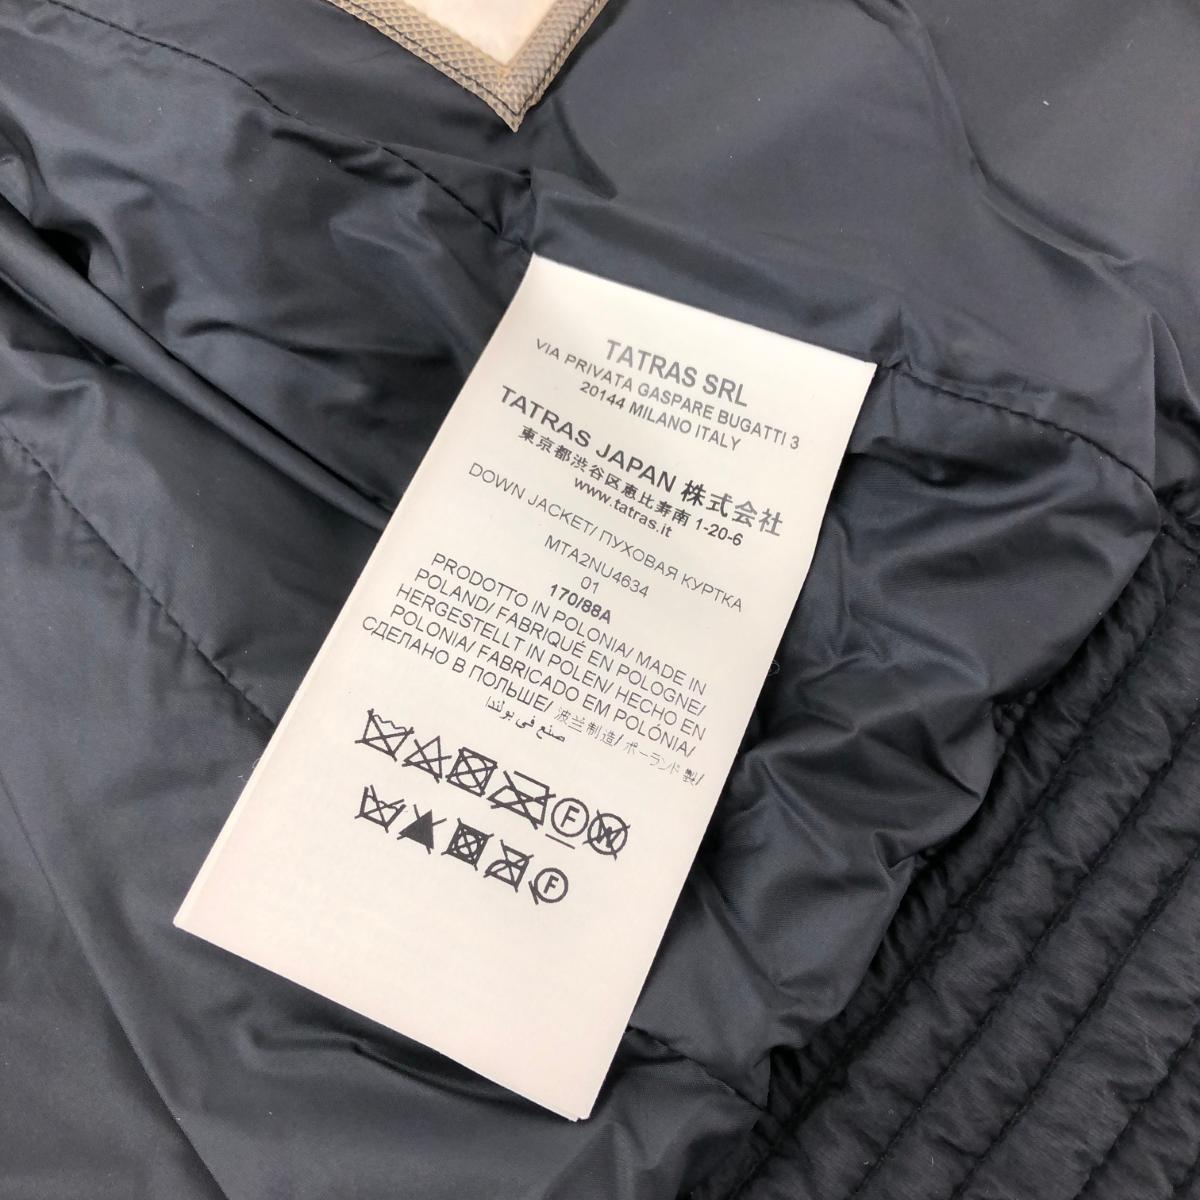 TATRAS SRL
VIA PRIVATA GASPARE BUGATTI 3
20144 MILANO ITALY
TATRAS JAPAN 株式会社
東京都渋谷区恵比寿南 1-20-6
www.tatras.it
DOWN JACKET/ ПУХОВАЯ КУРТКА
MTA2NU4634
01
170/88A
PRODOTTO IN POLONIA/ MADE IN
POLAND/ FABRIQUÉ EN POLOGNE/
HERGESTELLT IN POLEN/ HECHO EN
POLONIA/ FABRICADO EM POLÓNIA/
СДЕЛАНО В ПОЛЬШЕ/ 波兰制造/ ポーランド 製/
صنع في بولندا
F W
F